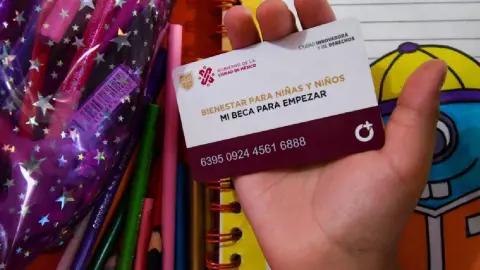 GOBIERNO DE LA
CIUDAD DE MÉXICO
CIUDAD INNOVADORA
Y DE DERECHOS
BIENESTAR PARA NIÑAS Y NIÑOS
MI BECA PARA EMPEZAR
6395 0924 4561 6888